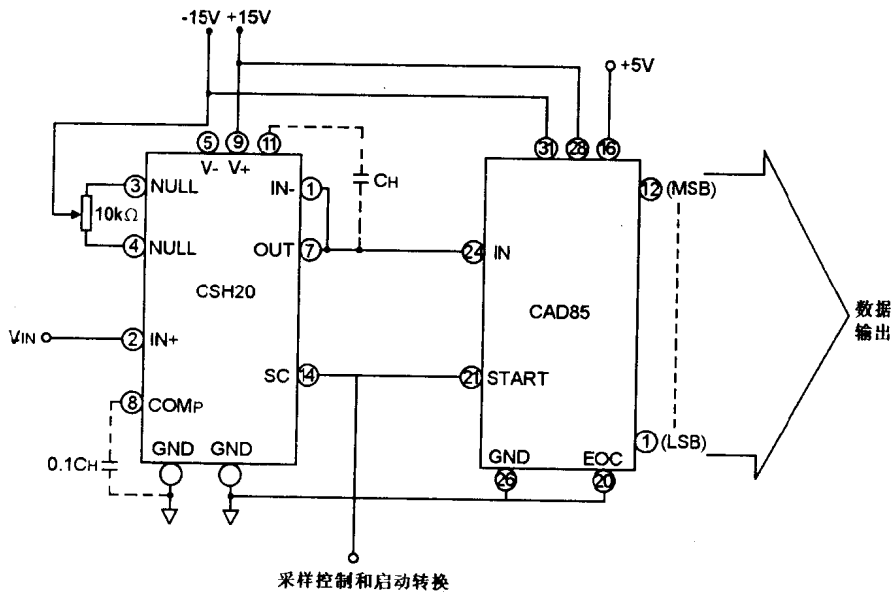 -15V +15V
+5V
5 9 11
31 28 16
V- V+
3 NULL
IN- 1
CH
12 (MSB)
10kΩ
4 NULL
OUT 7
24 IN
CSH20
CAD85
数据
输出
VIN
2 IN+
SC 14
21 START
8 COMP
1 (LSB)
GND GND
GND EOC
0.1CH
26 20
采样控制和启动转换